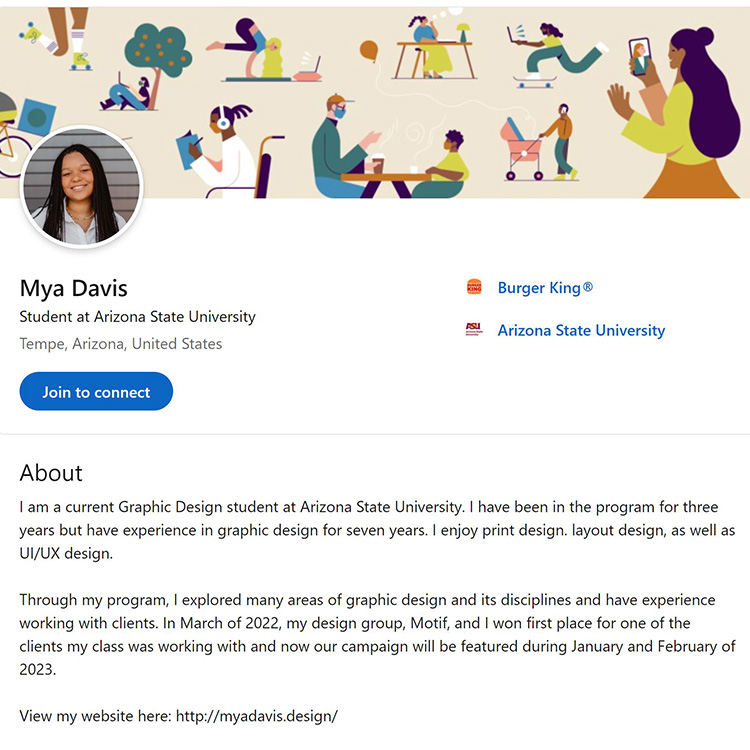 Mya Davis
Student at Arizona State University
Tempe, Arizona, United States
Join to connect
BURGER
KING
Burger King®
ASU
Arizona State
University
Arizona State University
About
I am a current Graphic Design student at Arizona State University. I have been in the program for three
years but have experience in graphic design for seven years. I enjoy print design. layout design, as well as
UI/UX design.
Through my program, I explored many areas of graphic design and its disciplines and have experience
working with clients. In March of 2022, my design group, Motif, and I won first place for one of the
clients my class was working with and now our campaign will be featured during January and February of
2023.
View my website here: http://myadavis.design/